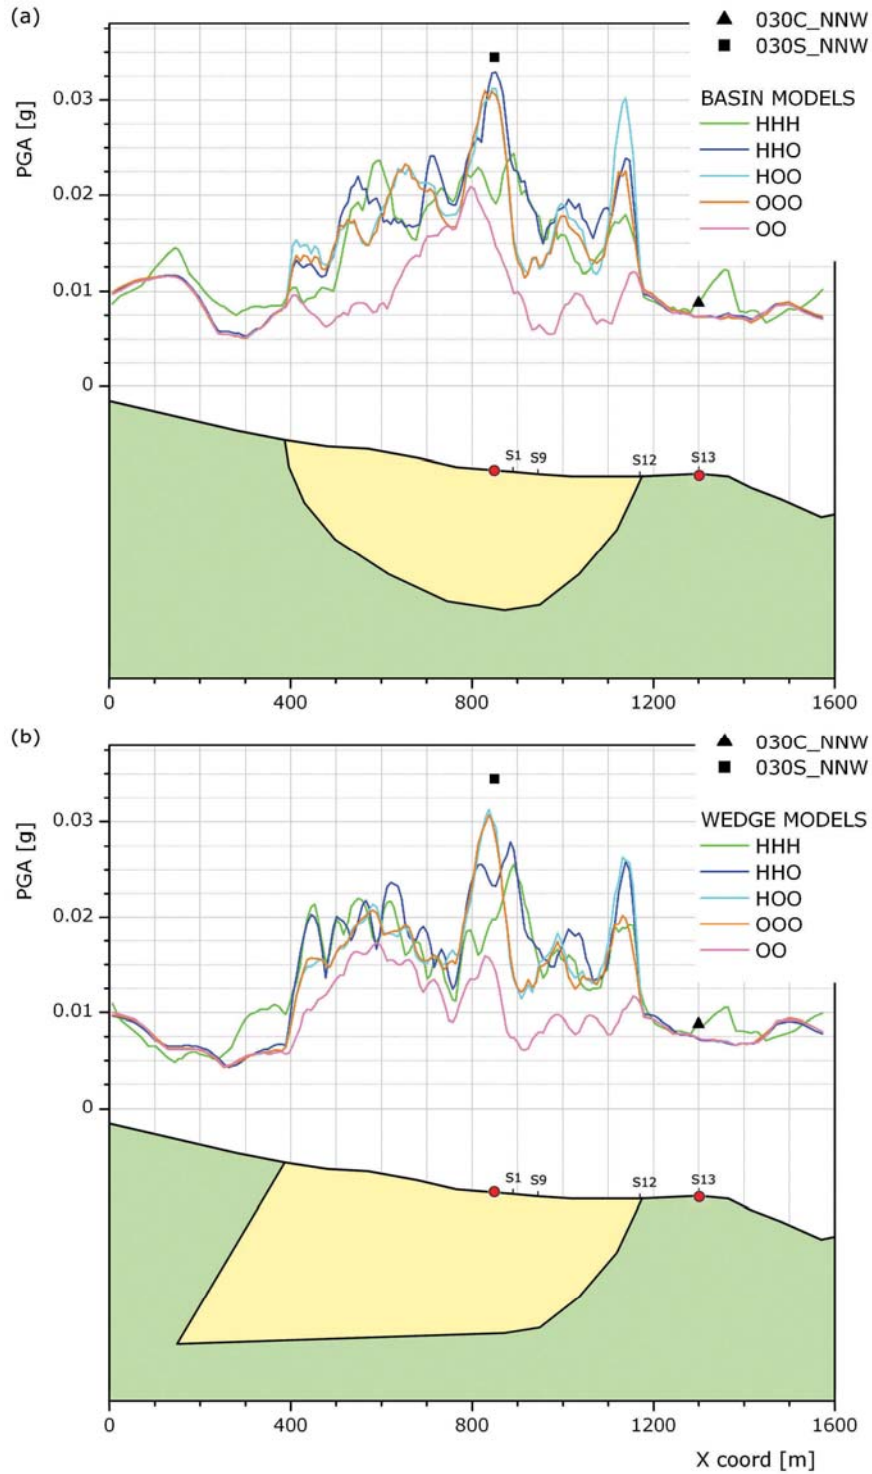 (a)
▲ 030C_NNW
■ 030S_NNW
BASIN MODELS
HHH
HHO
HOO
OOO
OO
PGA [g]
0.03
0.02
0.01
0
S1 S9 S12 S13
0 400 800 1200 1600
(b)
▲ 030C_NNW
■ 030S_NNW
WEDGE MODELS
HHH
HHO
HOO
OOO
OO
PGA [g]
0.03
0.02
0.01
0
S1 S9 S12 S13
0 400 800 1200 1600
X coord [m]